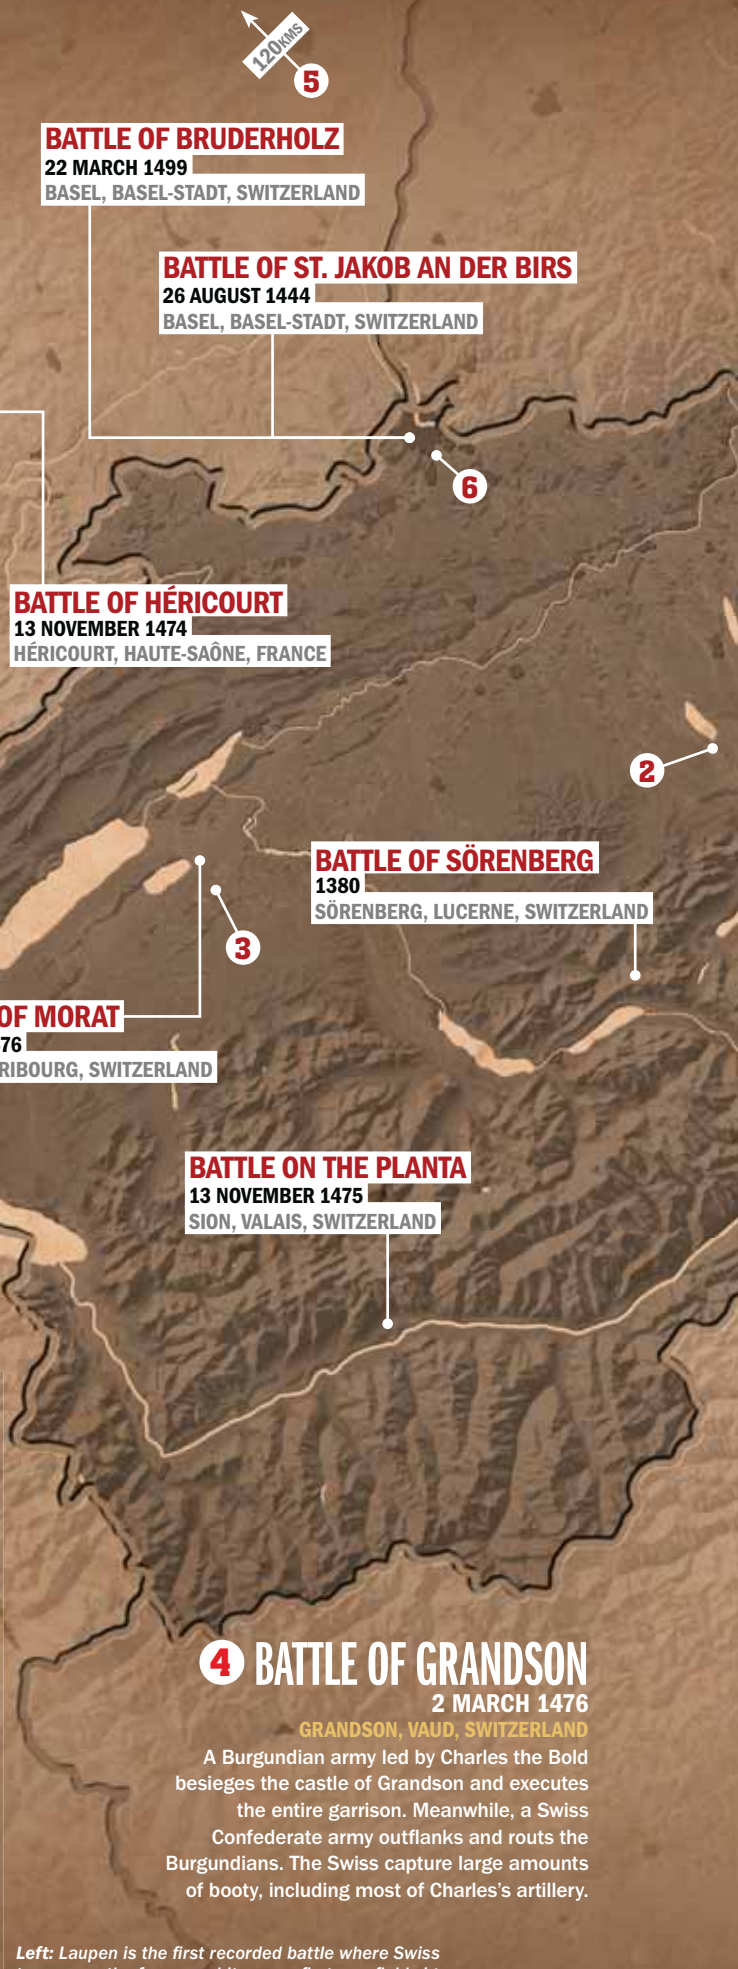 120KMS
5
BATTLE OF BRUDERHOLZ
22 MARCH 1499
BASEL, BASEL-STADT, SWITZERLAND
BATTLE OF ST. JAKOB AN DER BIRS
26 AUGUST 1444
BASEL, BASEL-STADT, SWITZERLAND
6
BATTLE OF HÉRICOURT
13 NOVEMBER 1474
HÉRICOURT, HAUTE-SAÔNE, FRANCE
2
BATTLE OF SÖRENBERG
1380
SÖRENBERG, LUCERNE, SWITZERLAND
3
OF MORAT
76
RIBOURG, SWITZERLAND
BATTLE ON THE PLANTA
13 NOVEMBER 1475
SION, VALAIS, SWITZERLAND
4 BATTLE OF GRANDSON
2 MARCH 1476
GRANDSON, VAUD, SWITZERLAND
A Burgundian army led by Charles the Bold
besieges the castle of Grandson and executes
the entire garrison. Meanwhile, a Swiss
Confederate army outflanks and routs the
Burgundians. The Swiss capture large amounts
of booty, including most of Charles's artillery.
Left: Laupen is the first recorded battle where Swiss